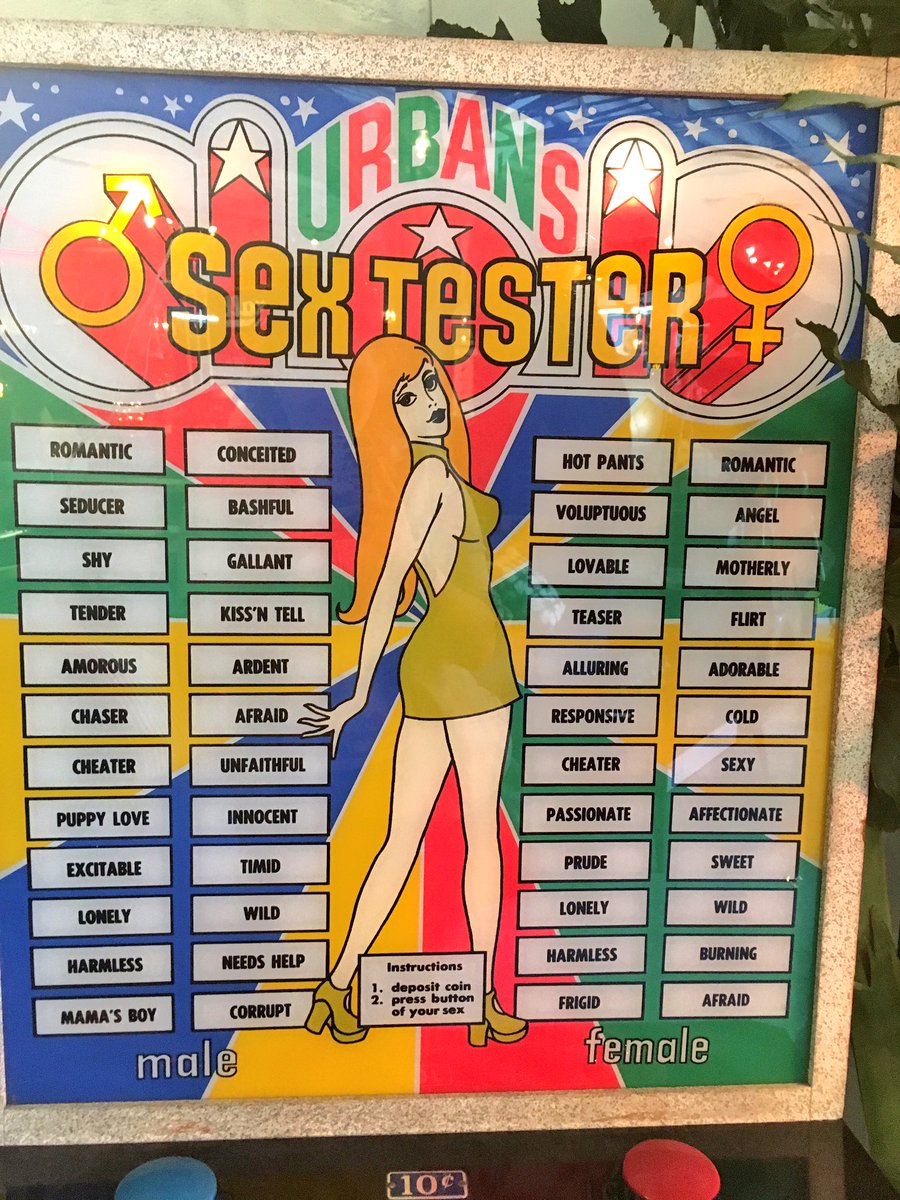 URBANS
SEX TESTER
ROMANTIC
CONCEITED
SEDUCER
BASHFUL
SHY
GALLANT
TENDER
KISS'N TELL
AMOROUS
ARDENT
CHASER
AFRAID
CHEATER
UNFAITHFUL
PUPPY LOVE
INNOCENT
EXCITABLE
TIMID
LONELY
WILD
HARMLESS
NEEDS HELP
MAMA'S BOY
CORRUPT
male
HOT PANTS
ROMANTIC
VOLUPTUOUS
ANGEL
LOVABLE
MOTHERLY
TEASER
FLIRT
ALLURING
ADORABLE
RESPONSIVE
COLD
CHEATER
SEXY
PASSIONATE
AFFECTIONATE
PRUDE
SWEET
LONELY
WILD
HARMLESS
BURNING
FRIGID
AFRAID
female
Instructions
1. deposit coin
2. press button
of your sex
10¢